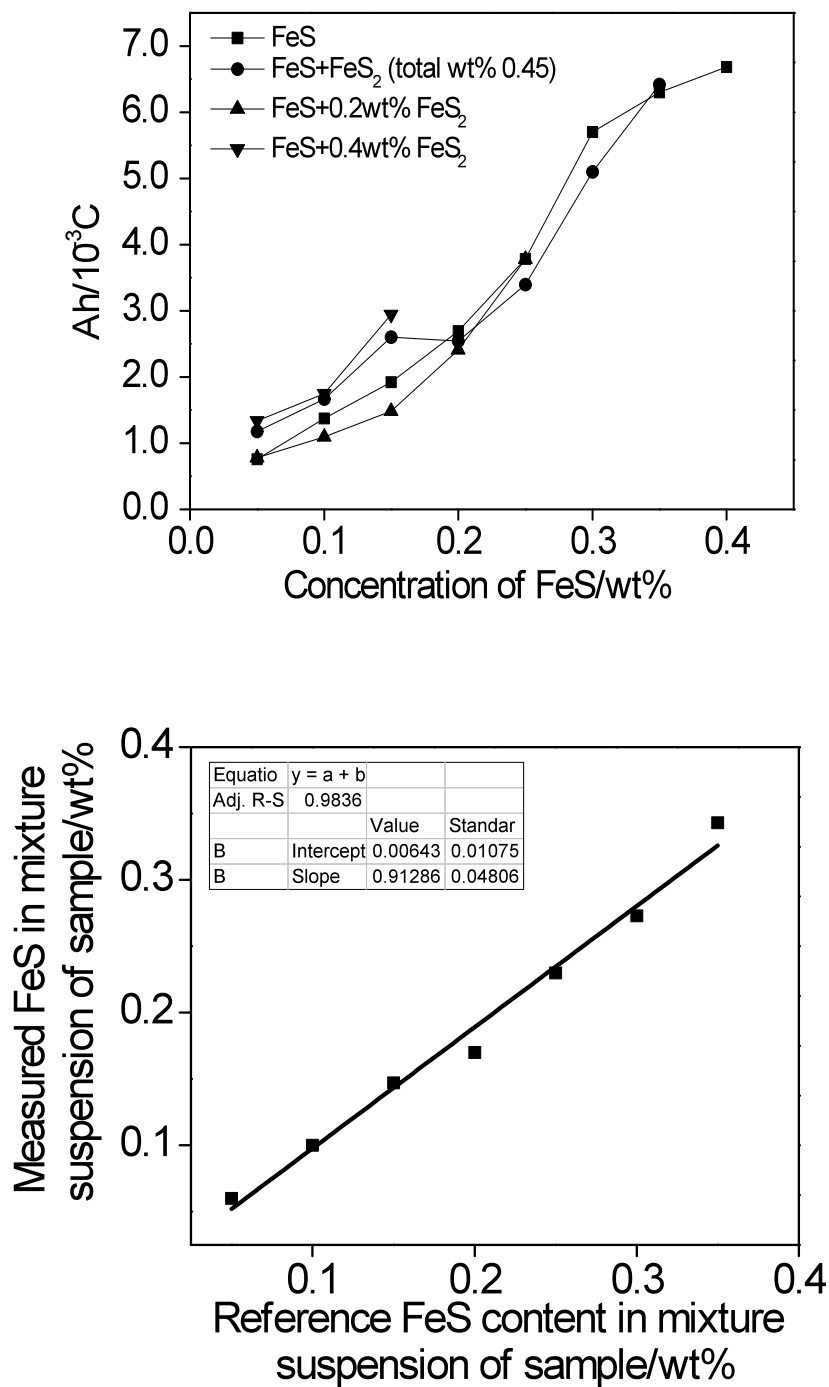 7.0
6.0
5.0
4.0
3.0
2.0
1.0
0.0
Ah/10⁻³C
FeS
FeS+FeS₂ (total wt% 0.45)
FeS+0.2wt% FeS₂
FeS+0.4wt% FeS₂
0.0 0.1 0.2 0.3 0.4
Concentration of FeS/wt%
0.4
0.3
0.2
0.1
Measured FeS in mixture
suspension of sample/wt%
Equatio y = a + b
Adj. R-S 0.9836
Value Standar
B Intercept 0.00643 0.01075
B Slope 0.91286 0.04806
0.1 0.2 0.3 0.4
Reference FeS content in mixture
suspension of sample/wt%